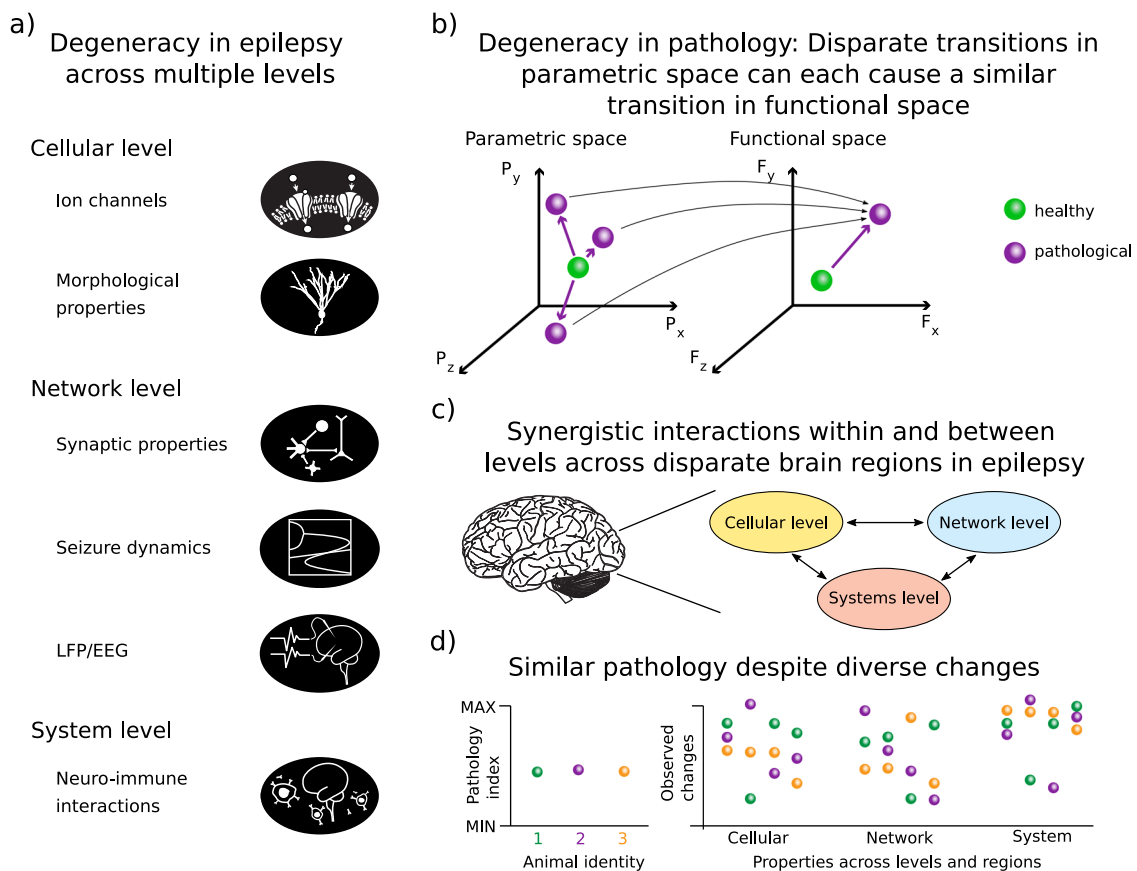 a)
Degeneracy in epilepsy
across multiple levels
Cellular level
Ion channels
Morphological
properties
Network level
Synaptic properties
Seizure dynamics
LFP/EEG
System level
Neuro-immune
interactions
b)
Degeneracy in pathology: Disparate transitions in
parametric space can each cause a similar
transition in functional space
Parametric space
Functional space
P y
P x
P z
F y
F x
F z
healthy
pathological
c)
Synergistic interactions within and between
levels across disparate brain regions in epilepsy
Cellular level
Network level
Systems level
d)
Similar pathology despite diverse changes
MAX
Pathology
index
MIN
1 2 3
Animal identity
Observed
changes
Cellular Network System
Properties across levels and regions